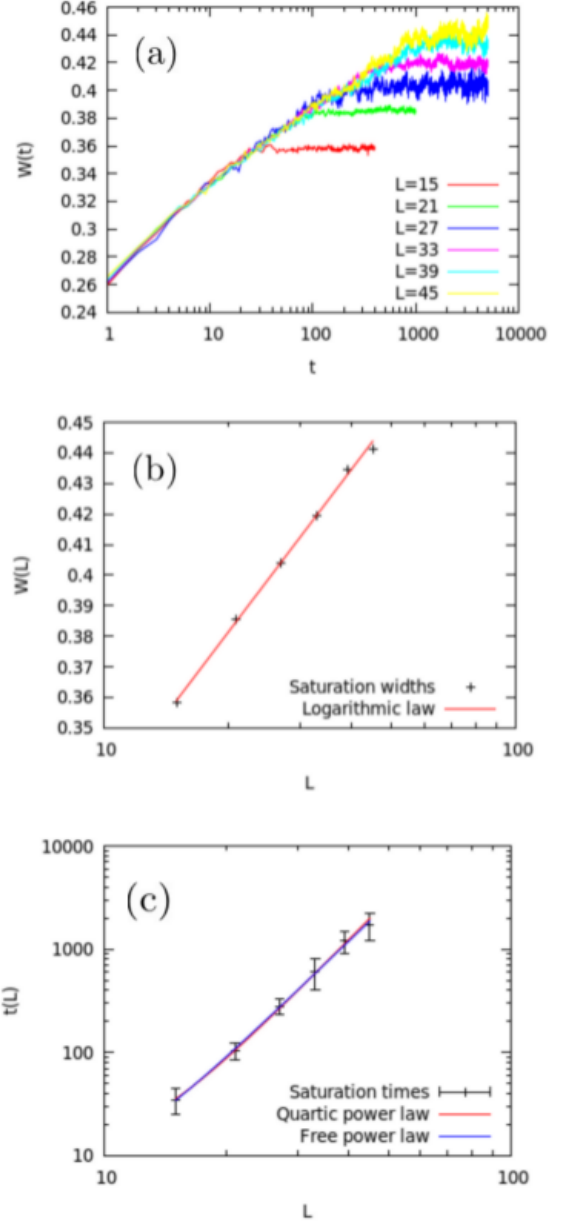 0.46
0.44
0.42
0.4
0.38
0.36
0.34
0.32
0.3
0.28
0.26
0.24
W(t)
(a)
L=15
L=21
L=27
L=33
L=39
L=45
1 10 100 1000 10000
t
0.45
0.44
0.43
0.42
0.41
0.4
0.39
0.38
0.37
0.36
0.35
W(L)
(b)
Saturation widths
Logarithmic law
10 100
L
10000
1000
100
10
t(L)
(c)
Saturation times
Quartic power law
Free power law
10 100
L